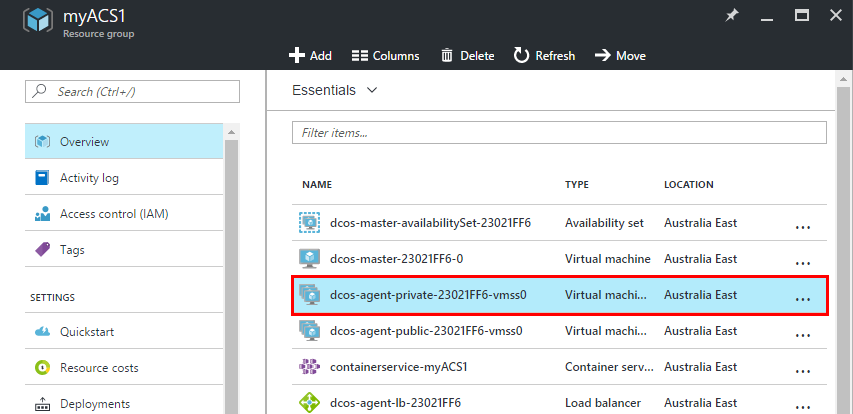 myACS1
Resource group
Add Columns Delete Refresh Move
Search (Ctrl+/)
Overview
Activity log
Access control (IAM)
Tags
SETTINGS
Quickstart
Resource costs
Deployments
Essentials
Filter items...
NAME TYPE LOCATION
dcos-master-availabilitySet-23021FF6 Availability set Australia East ...
dcos-master-23021FF6-0 Virtual machine Australia East ...
dcos-agent-private-23021FF6-vmss0 Virtual machi... Australia East ...
dcos-agent-public-23021FF6-vmss0 Virtual machi... Australia East ...
containerservice-myACS1 Container serv... Australia East ...
dcos-agent-lb-23021FF6 Load balancer Australia East ...